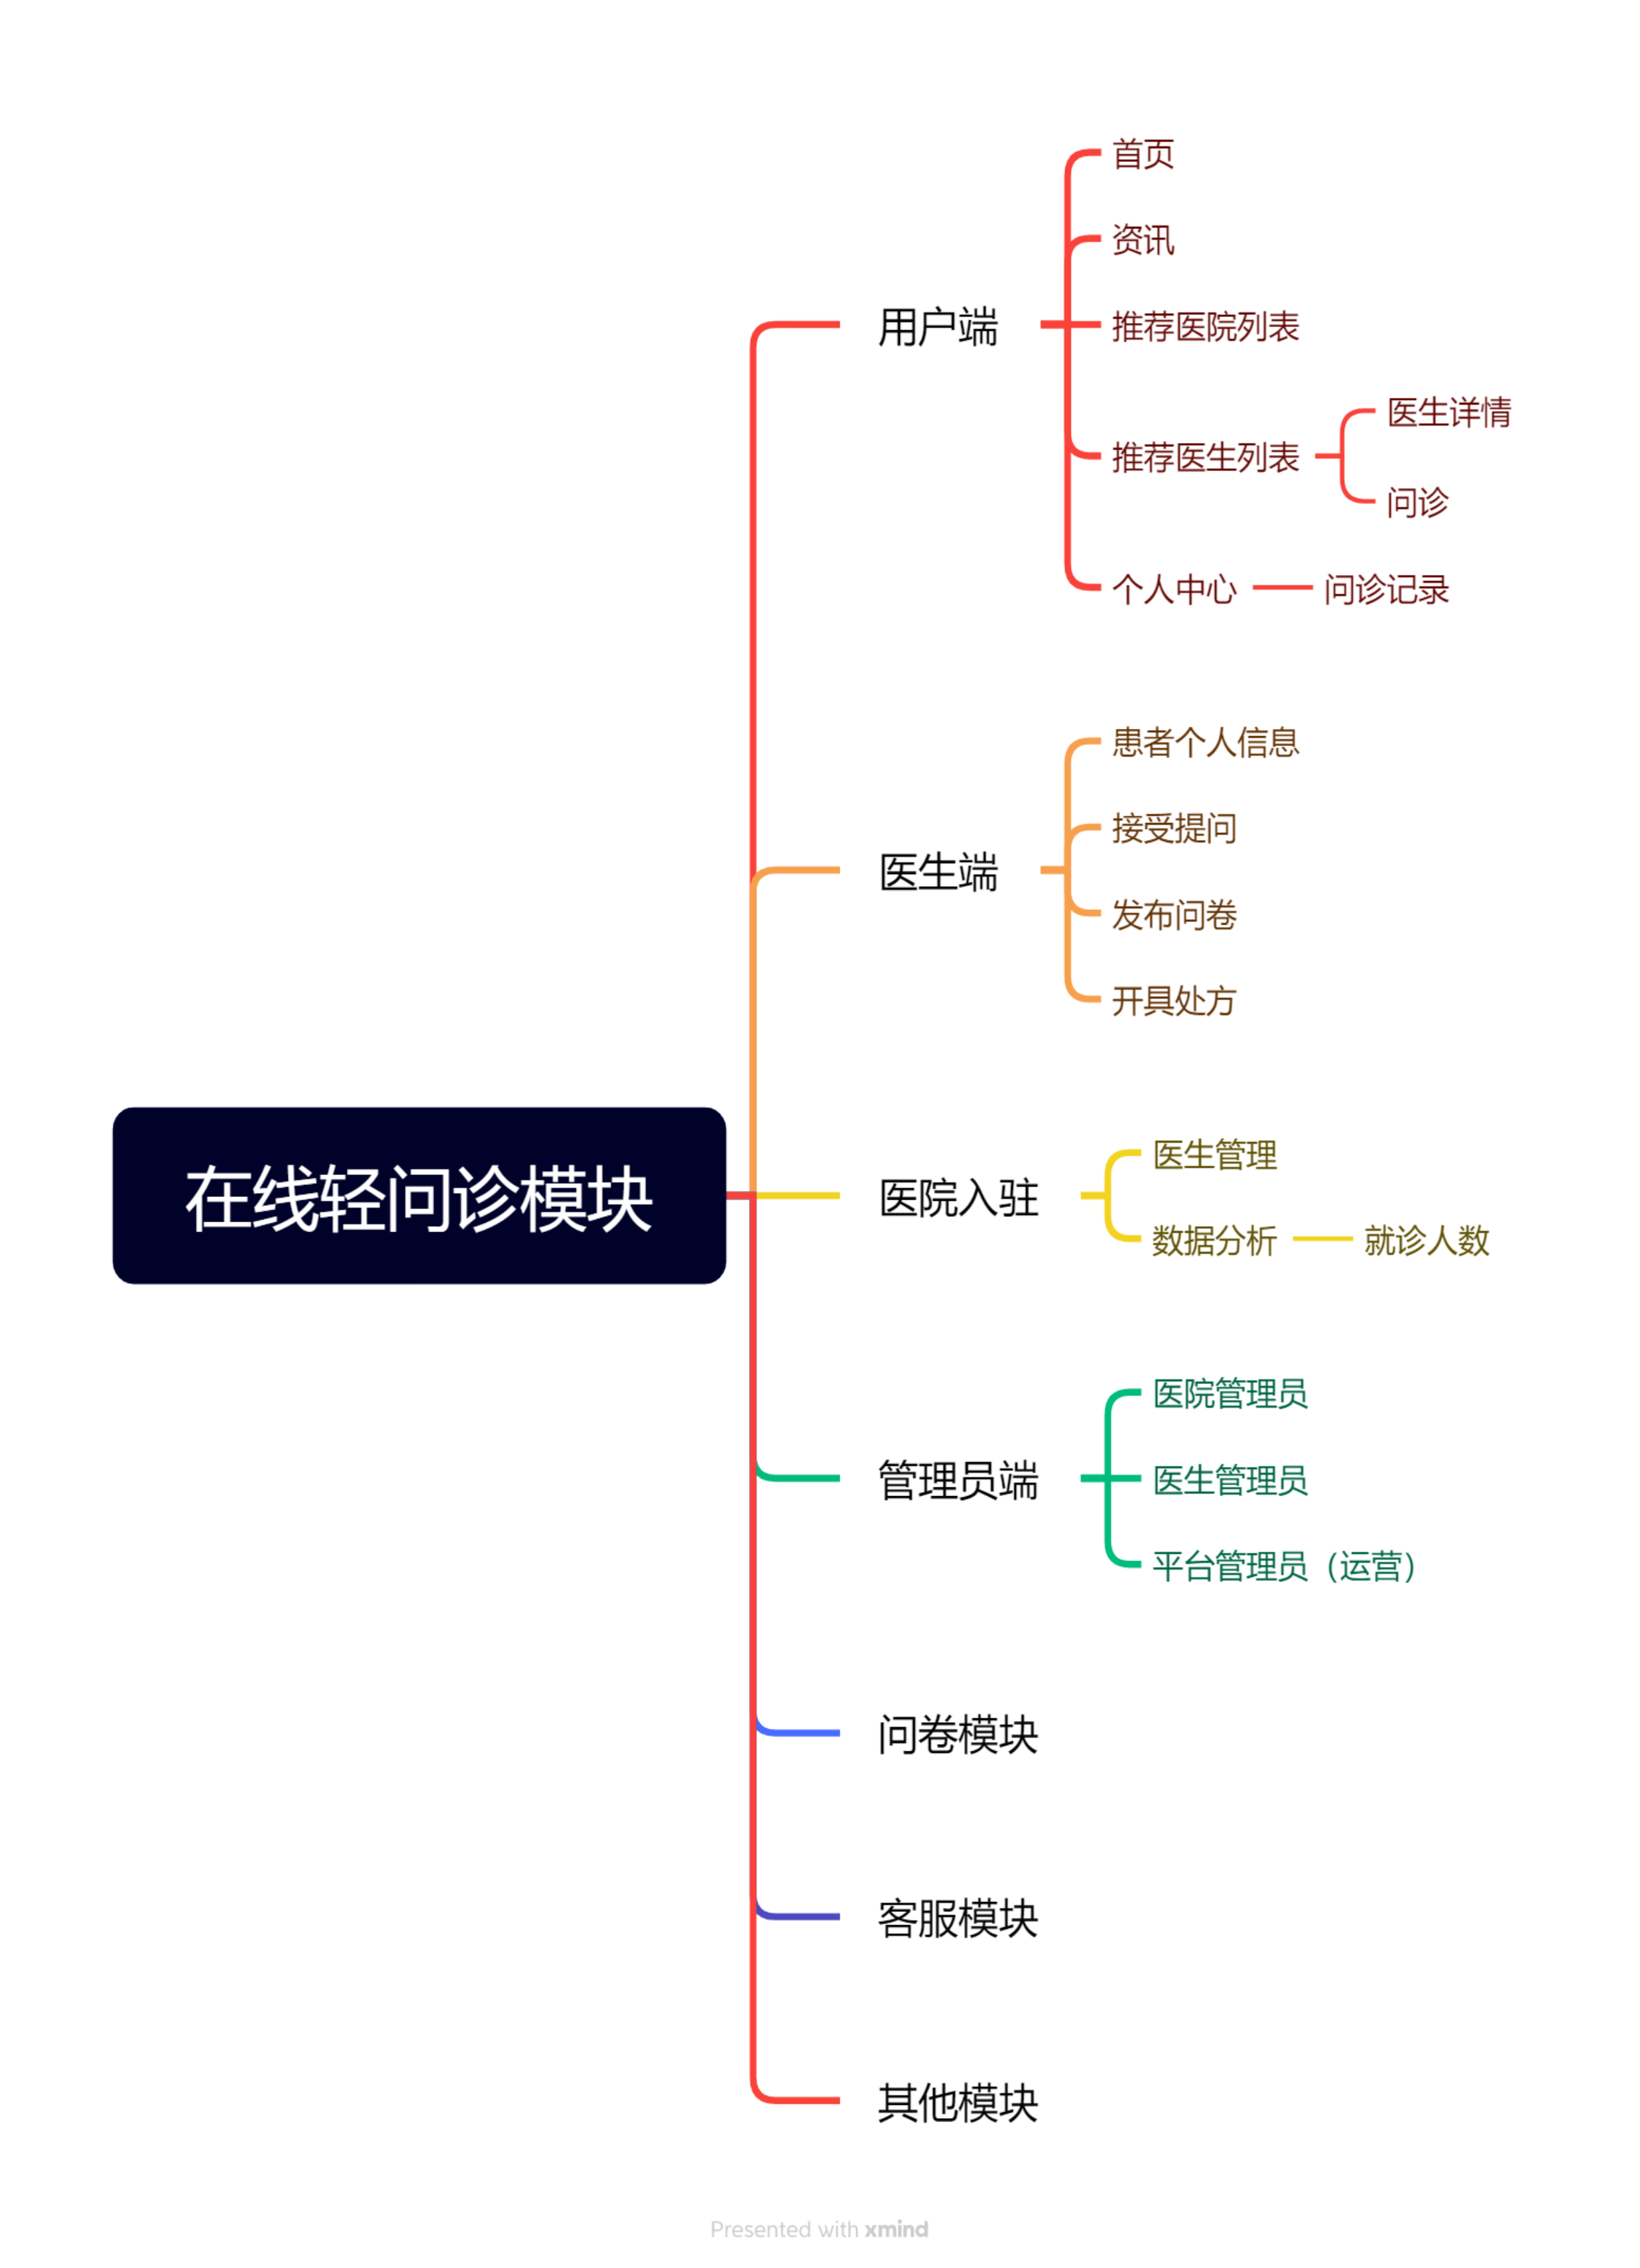 首页
资讯
用户端
推荐医院列表
医生详情
推荐医生列表
问诊
个人中心
问诊记录
患者个人信息
接受提问
医生端
发布问卷
开具处方
在线轻问诊模块
医生管理
医院入驻
数据分析
就诊人数
医院管理员
管理员端
医生管理员
平台管理员（运营）
问卷模块
客服模块
其他模块
Presented with xmind